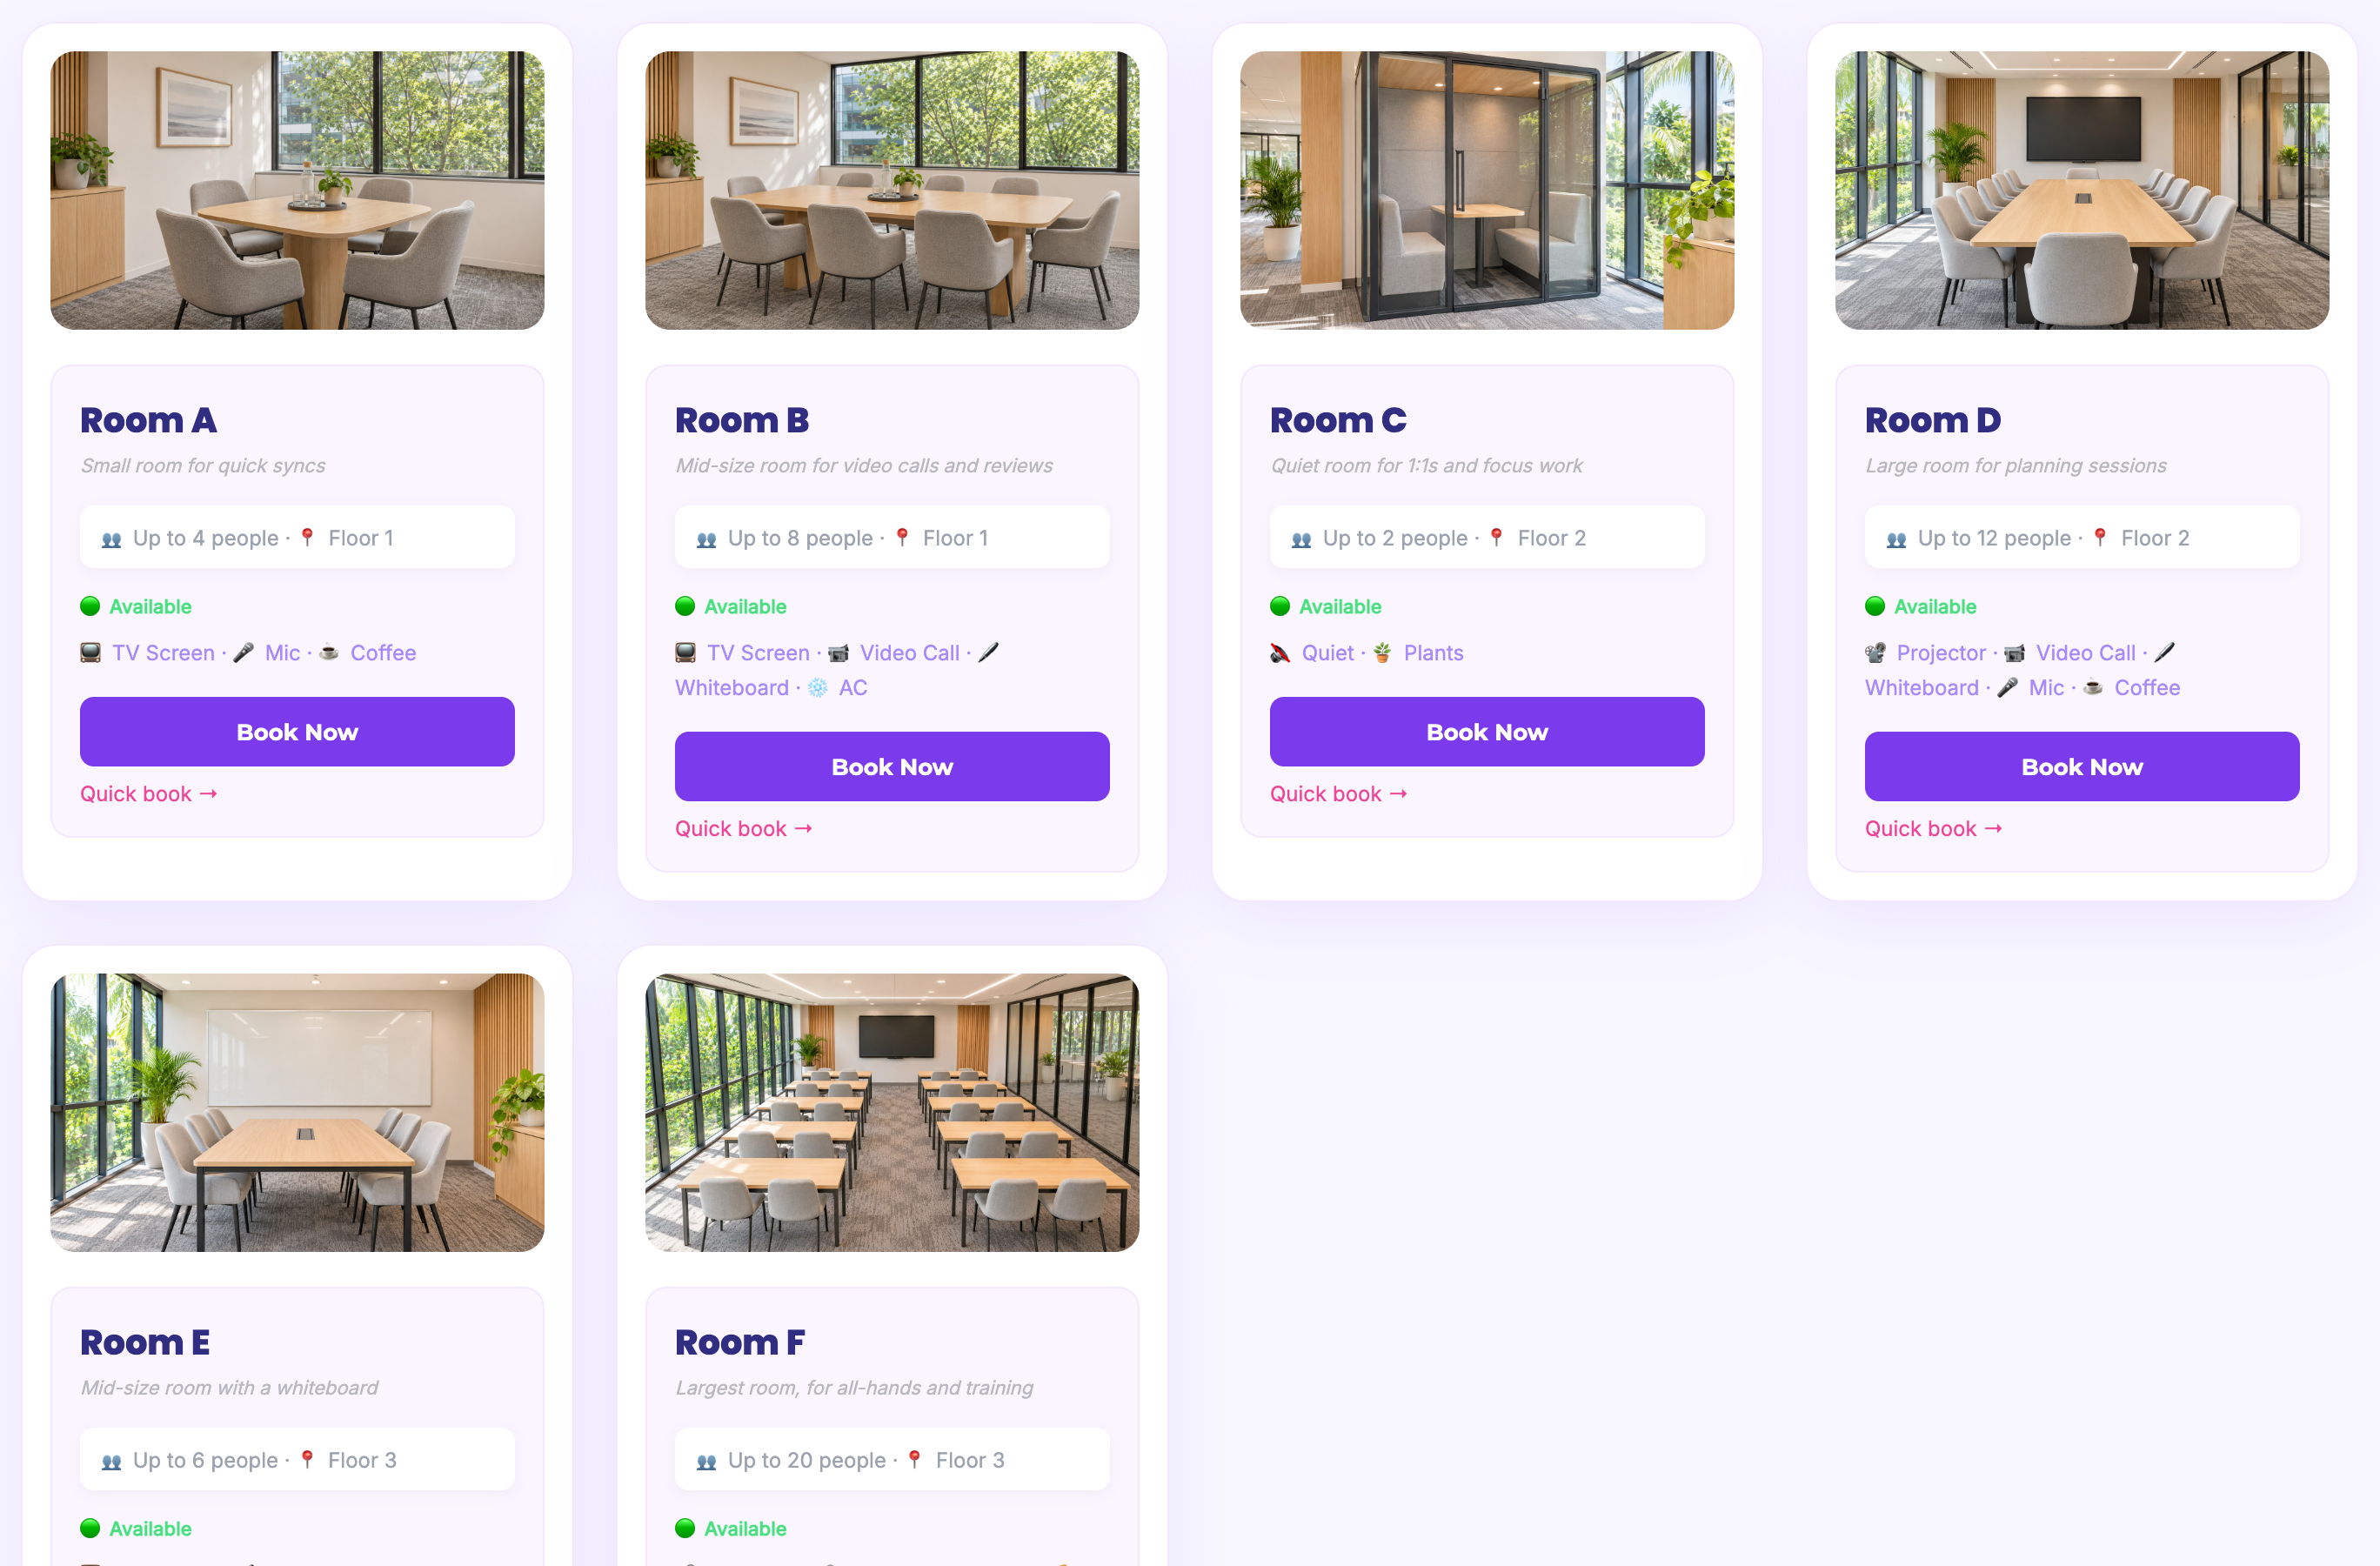 Room A
Small room for quick syncs
Up to 4 people · Floor 1
Available
TV Screen · Mic · Coffee
Book Now
Quick book →
Room B
Mid-size room for video calls and reviews
Up to 8 people · Floor 1
Available
TV Screen · Video Call ·
Whiteboard · AC
Book Now
Quick book →
Room C
Quiet room for 1:1s and focus work
Up to 2 people · Floor 2
Available
Quiet · Plants
Book Now
Quick book →
Room D
Large room for planning sessions
Up to 12 people · Floor 2
Available
Projector · Video Call ·
Whiteboard · Mic · Coffee
Book Now
Quick book →
Room E
Mid-size room with a whiteboard
Up to 6 people · Floor 3
Available
Room F
Largest room, for all-hands and training
Up to 20 people · Floor 3
Available